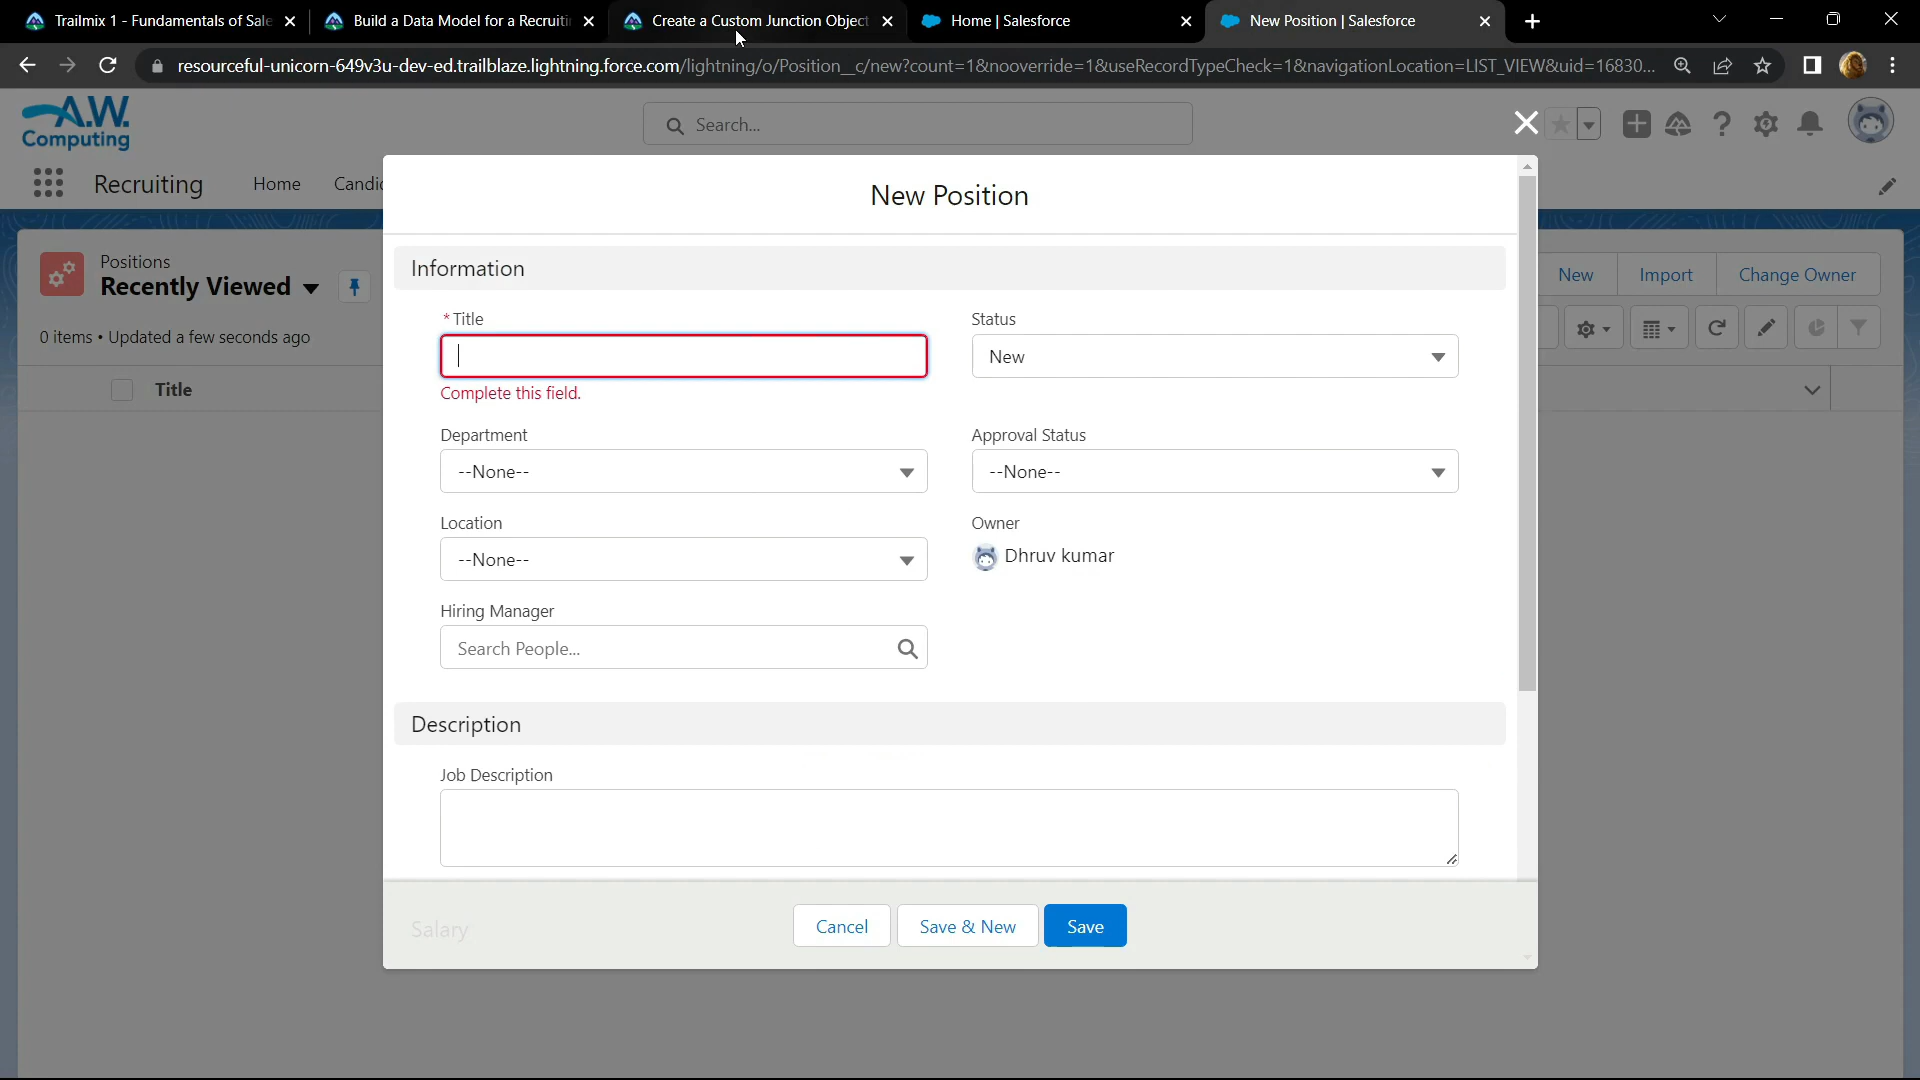 Trailmix 1 - Fundamentals of Sale
Build a Data Model for a Recruitin
Create a Custom Junction Object
Home | Salesforce
New Position | Salesforce
resourceful-unicorn-649v3u-dev-ed.trailblaze.lightning.force.com/lightning/o/Position__c/new?count=1&nooverride=1&useRecordTypeCheck=1&navigationLocation=LIST_VIEW&uid=16830...
A.W.
Computing
Search...
Recruiting
Home
Candid
New Position
Positions
Recently Viewed
New
Import
Change Owner
0 items • Updated a few seconds ago
Title
Information
* Title
Complete this field.
Status
New
Department
--None--
Approval Status
--None--
Location
--None--
Owner
Dhruv kumar
Hiring Manager
Search People...
Description
Job Description
Salary
Cancel
Save & New
Save